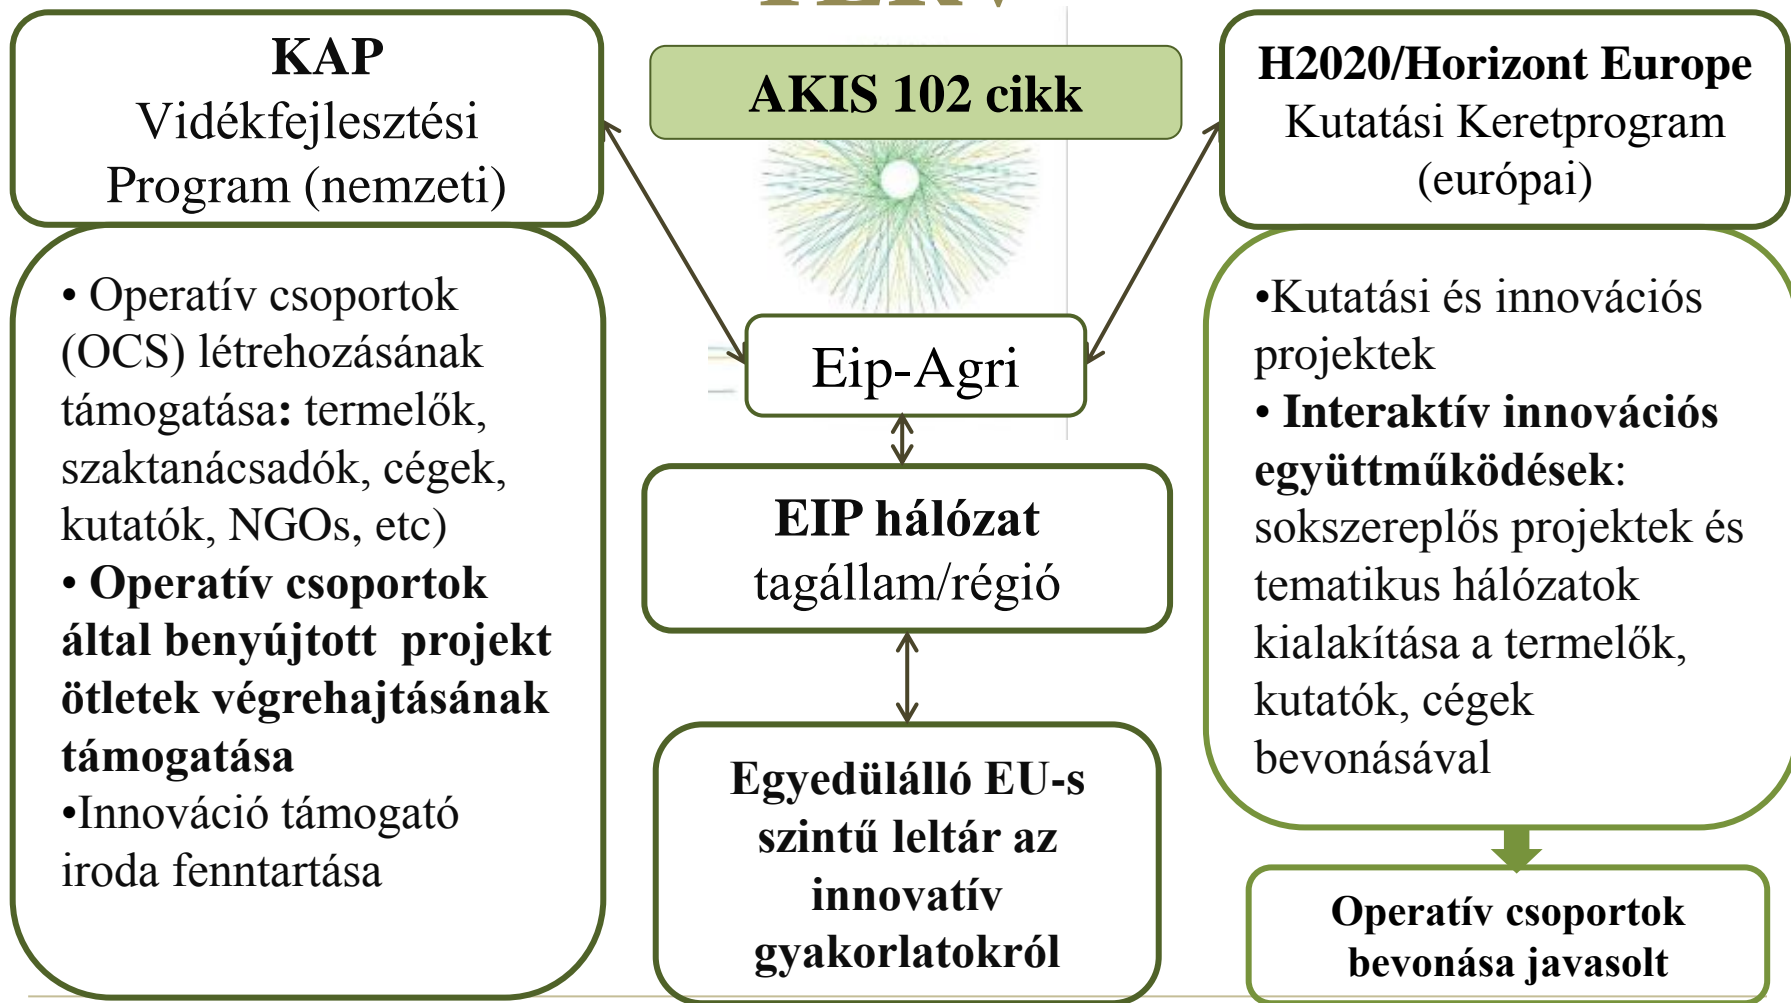 KAP
Vidékfejlesztési
Program (nemzeti)
• Operatív csoportok
(OCS) létrehozásának
támogatása: termelők,
szaktanácsadók, cégek,
kutatók, NGOs, etc)
• Operatív csoportok
által benyújtott projekt
ötletek végrehajtásának
támogatása
•Innováció támogató
iroda fenntartása
AKIS 102 cikk
Eip-Agri
EIP hálózat
tagállam/régió
Egyedülálló EU-s
szintű leltár az
innovatív
gyakorlatokról
H2020/Horizont Europe
Kutatási Keretprogram
(európai)
•Kutatási és innovációs
projektek
• Interaktív innovációs
együttműködések:
sokszereplős projektek és
tematikus hálózatok
kialakítása a termelők,
kutatók, cégek
bevonásával
Operatív csoportok
bevonása javasolt